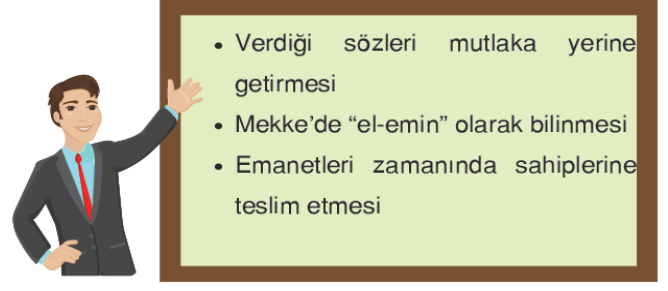 • Verdiği sözleri mutlaka yerine
getirmesi
• Mekke’de “el-emin” olarak bilinmesi
• Emanetleri zamanında sahiplerine
teslim etmesi